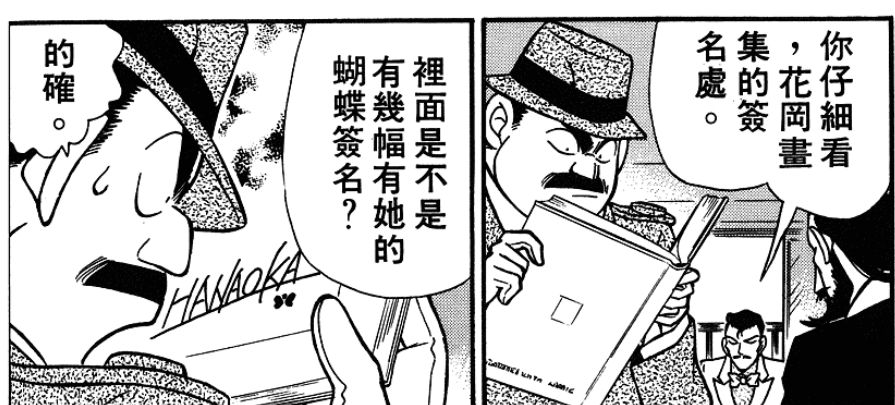 你仔細看
，花岡畫
集的簽
名處。
裡面是不是
有幾幅有她的
蝴蝶簽名？
HANAOKA
的確。